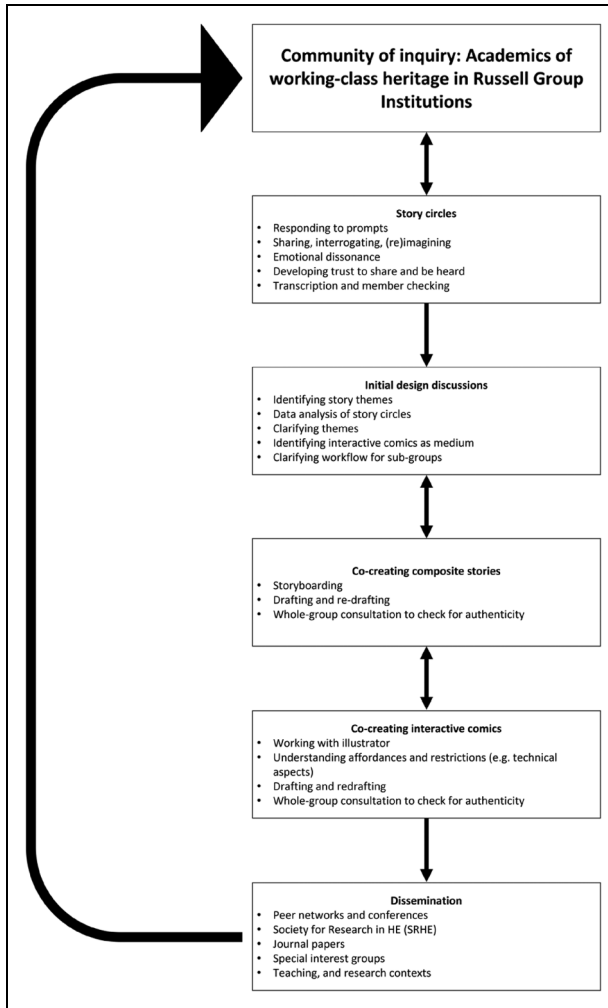 Community of inquiry: Academics of
working-class heritage in Russell Group
Institutions
Story circles
• Responding to prompts
• Sharing, interrogating, (re)imagining
• Emotional dissonance
• Developing trust to share and be heard
• Transcription and member checking
Initial design discussions
• Identifying story themes
• Data analysis of story circles
• Clarifying themes
• Identifying interactive comics as medium
• Clarifying workflow for sub-groups
Co-creating composite stories
• Storyboarding
• Drafting and re-drafting
• Whole-group consultation to check for authenticity
Co-creating interactive comics
• Working with illustrator
• Understanding affordances and restrictions (e.g. technical
aspects)
• Drafting and redrafting
• Whole-group consultation to check for authenticity
Dissemination
• Peer networks and conferences
• Society for Research in HE (SRHE)
• Journal papers
• Special interest groups
• Teaching, and research contexts